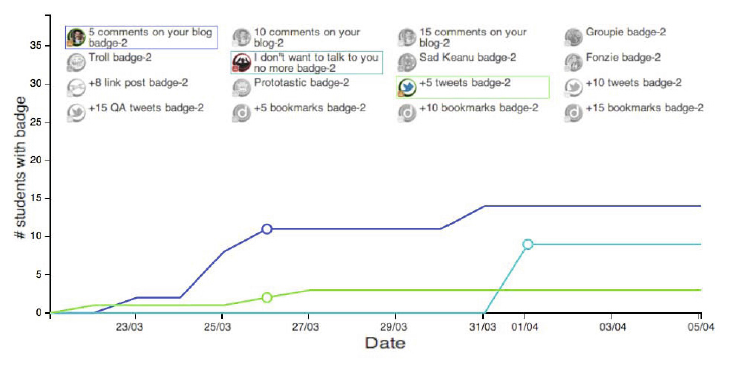 5 comments on your blog
badge-2
10 comments on your
blog-2
15 comments on your
blog-2
Groupie badge-2
Troll badge-2
I don't want to talk to you
no more badge-2
Sad Keanu badge-2
Fonzie badge-2
+8 link post badge-2
Prototastic badge-2
+5 tweets badge-2
+10 tweets badge-2
+15 QA tweets badge-2
+5 bookmarks badge-2
+10 bookmarks badge-2
+15 bookmarks badge-2
# students with badge
35
30
25
20
15
10
5
0
23/03
25/03
27/03
29/03
31/03
01/04
03/04
05/04
Date